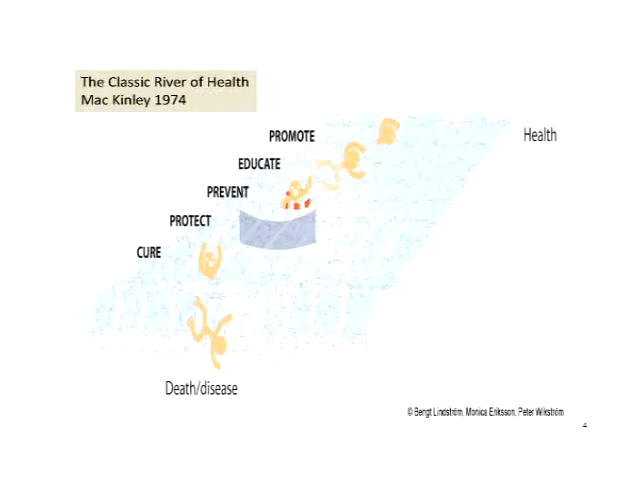 The Classic River of Health
Mac Kinley 1974
PROMOTE
Health
EDUCATE
PREVENT
PROTECT
CURE
Death/disease
© Bengt Lindström, Monica Eriksson, Peter Wikström
4